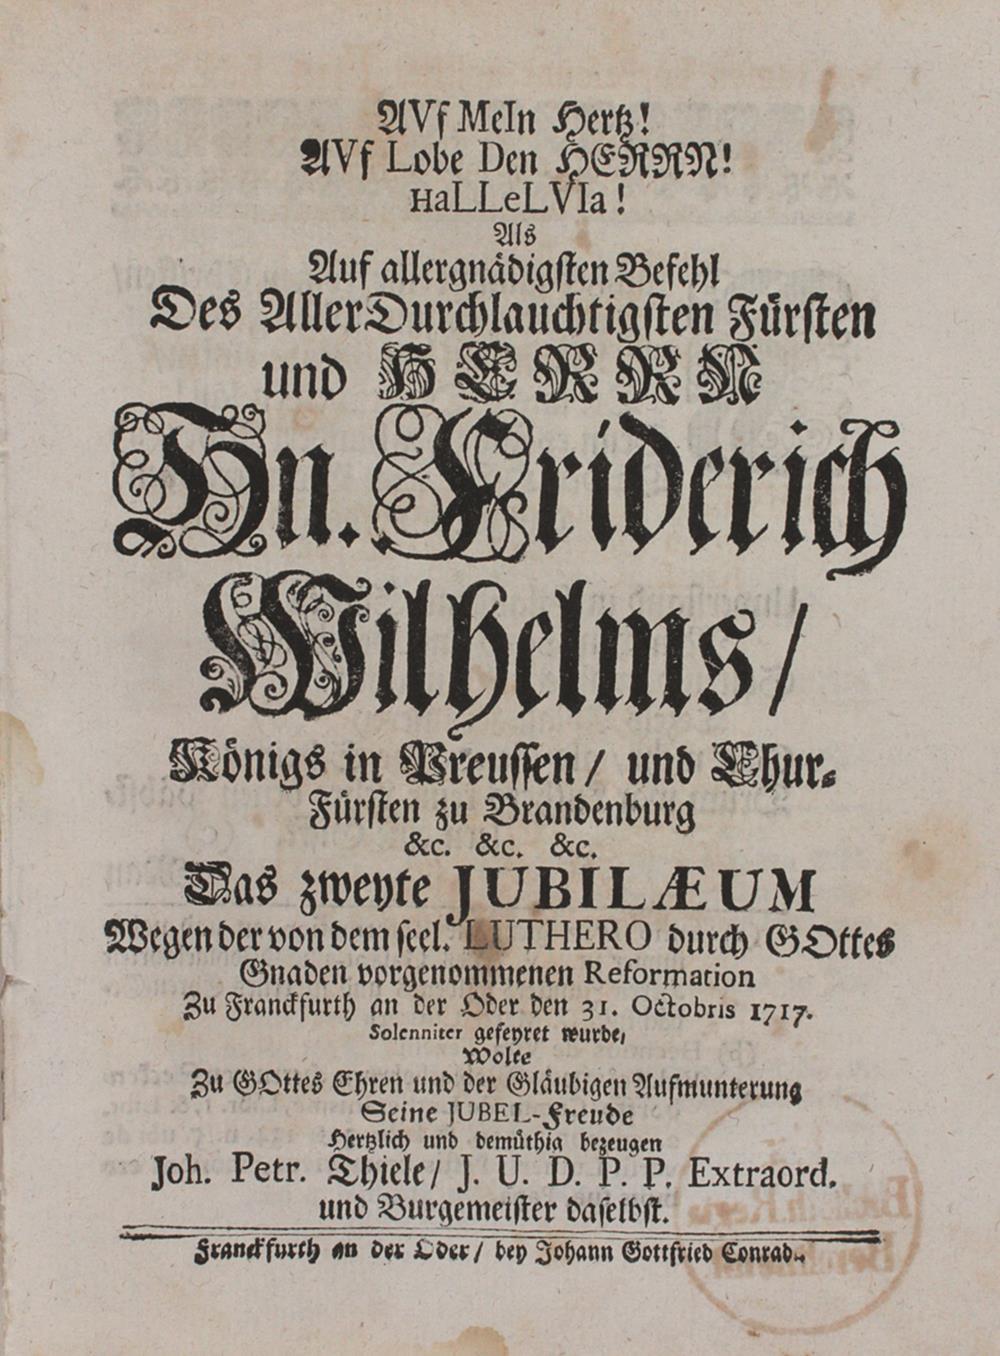 AVf MeIn Hertz!
AVf Lobe Den HERRN!
HaLLeLVIa!
Als
Auf allergnädigsten Befehl
Des AllerDurchlauchtigsten Fürsten
und HERRN
Hn. Friderich
Wilhelms/
Königs in Preussen/ und Chur-
Fürsten zu Brandenburg
&c. &c. &c.
Das zweyte JUBILÆUM
Wegen der von dem seel. LUTHERO durch GOttes
Gnaden vorgenommenen Reformation
Zu Franckfurth an der Oder den 31. Octobris 1717.
Solenniter gefeyret wurde,
Wolte
Zu GOttes Ehren und der Gläubigen Aufmunterung
Seine JUBEL-Freude
Hertzlich und demüthig bezeugen
Joh. Petr. Thiele/ J. U. D. P. P. Extraord.
und Burgemeister daselbst.
Franckfurth an der Oder/ bey Johann Gottfried Conrad.